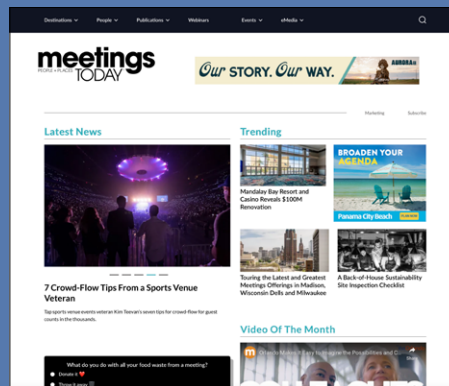 Destinations
People
Publications
Webinars
Events
eMedia
meetings
PEOPLE + PLACES
TODAY
Our STORY. Our WAY.
AURORA
Marketing
Subscribe
Latest News
Trending
7 Crowd-Flow Tips From a Sports Venue
Veteran
Top sports venue events veteran Kim Teevan's seven tips for crowd-flow for guest
counts in the thousands.
Mandalay Bay Resort and
Casino Reveals $100M
Renovation
BROADEN YOUR
AGENDA
Panama City Beach
Touring the Latest and Greatest
Meetings Offerings in Madison,
Wisconsin Dells and Milwaukee
A Back-of-House Sustainability
Site Inspection Checklist
Video Of The Month
What do you do with all your food waste from a meeting?
Donate it
Throw it away
Share